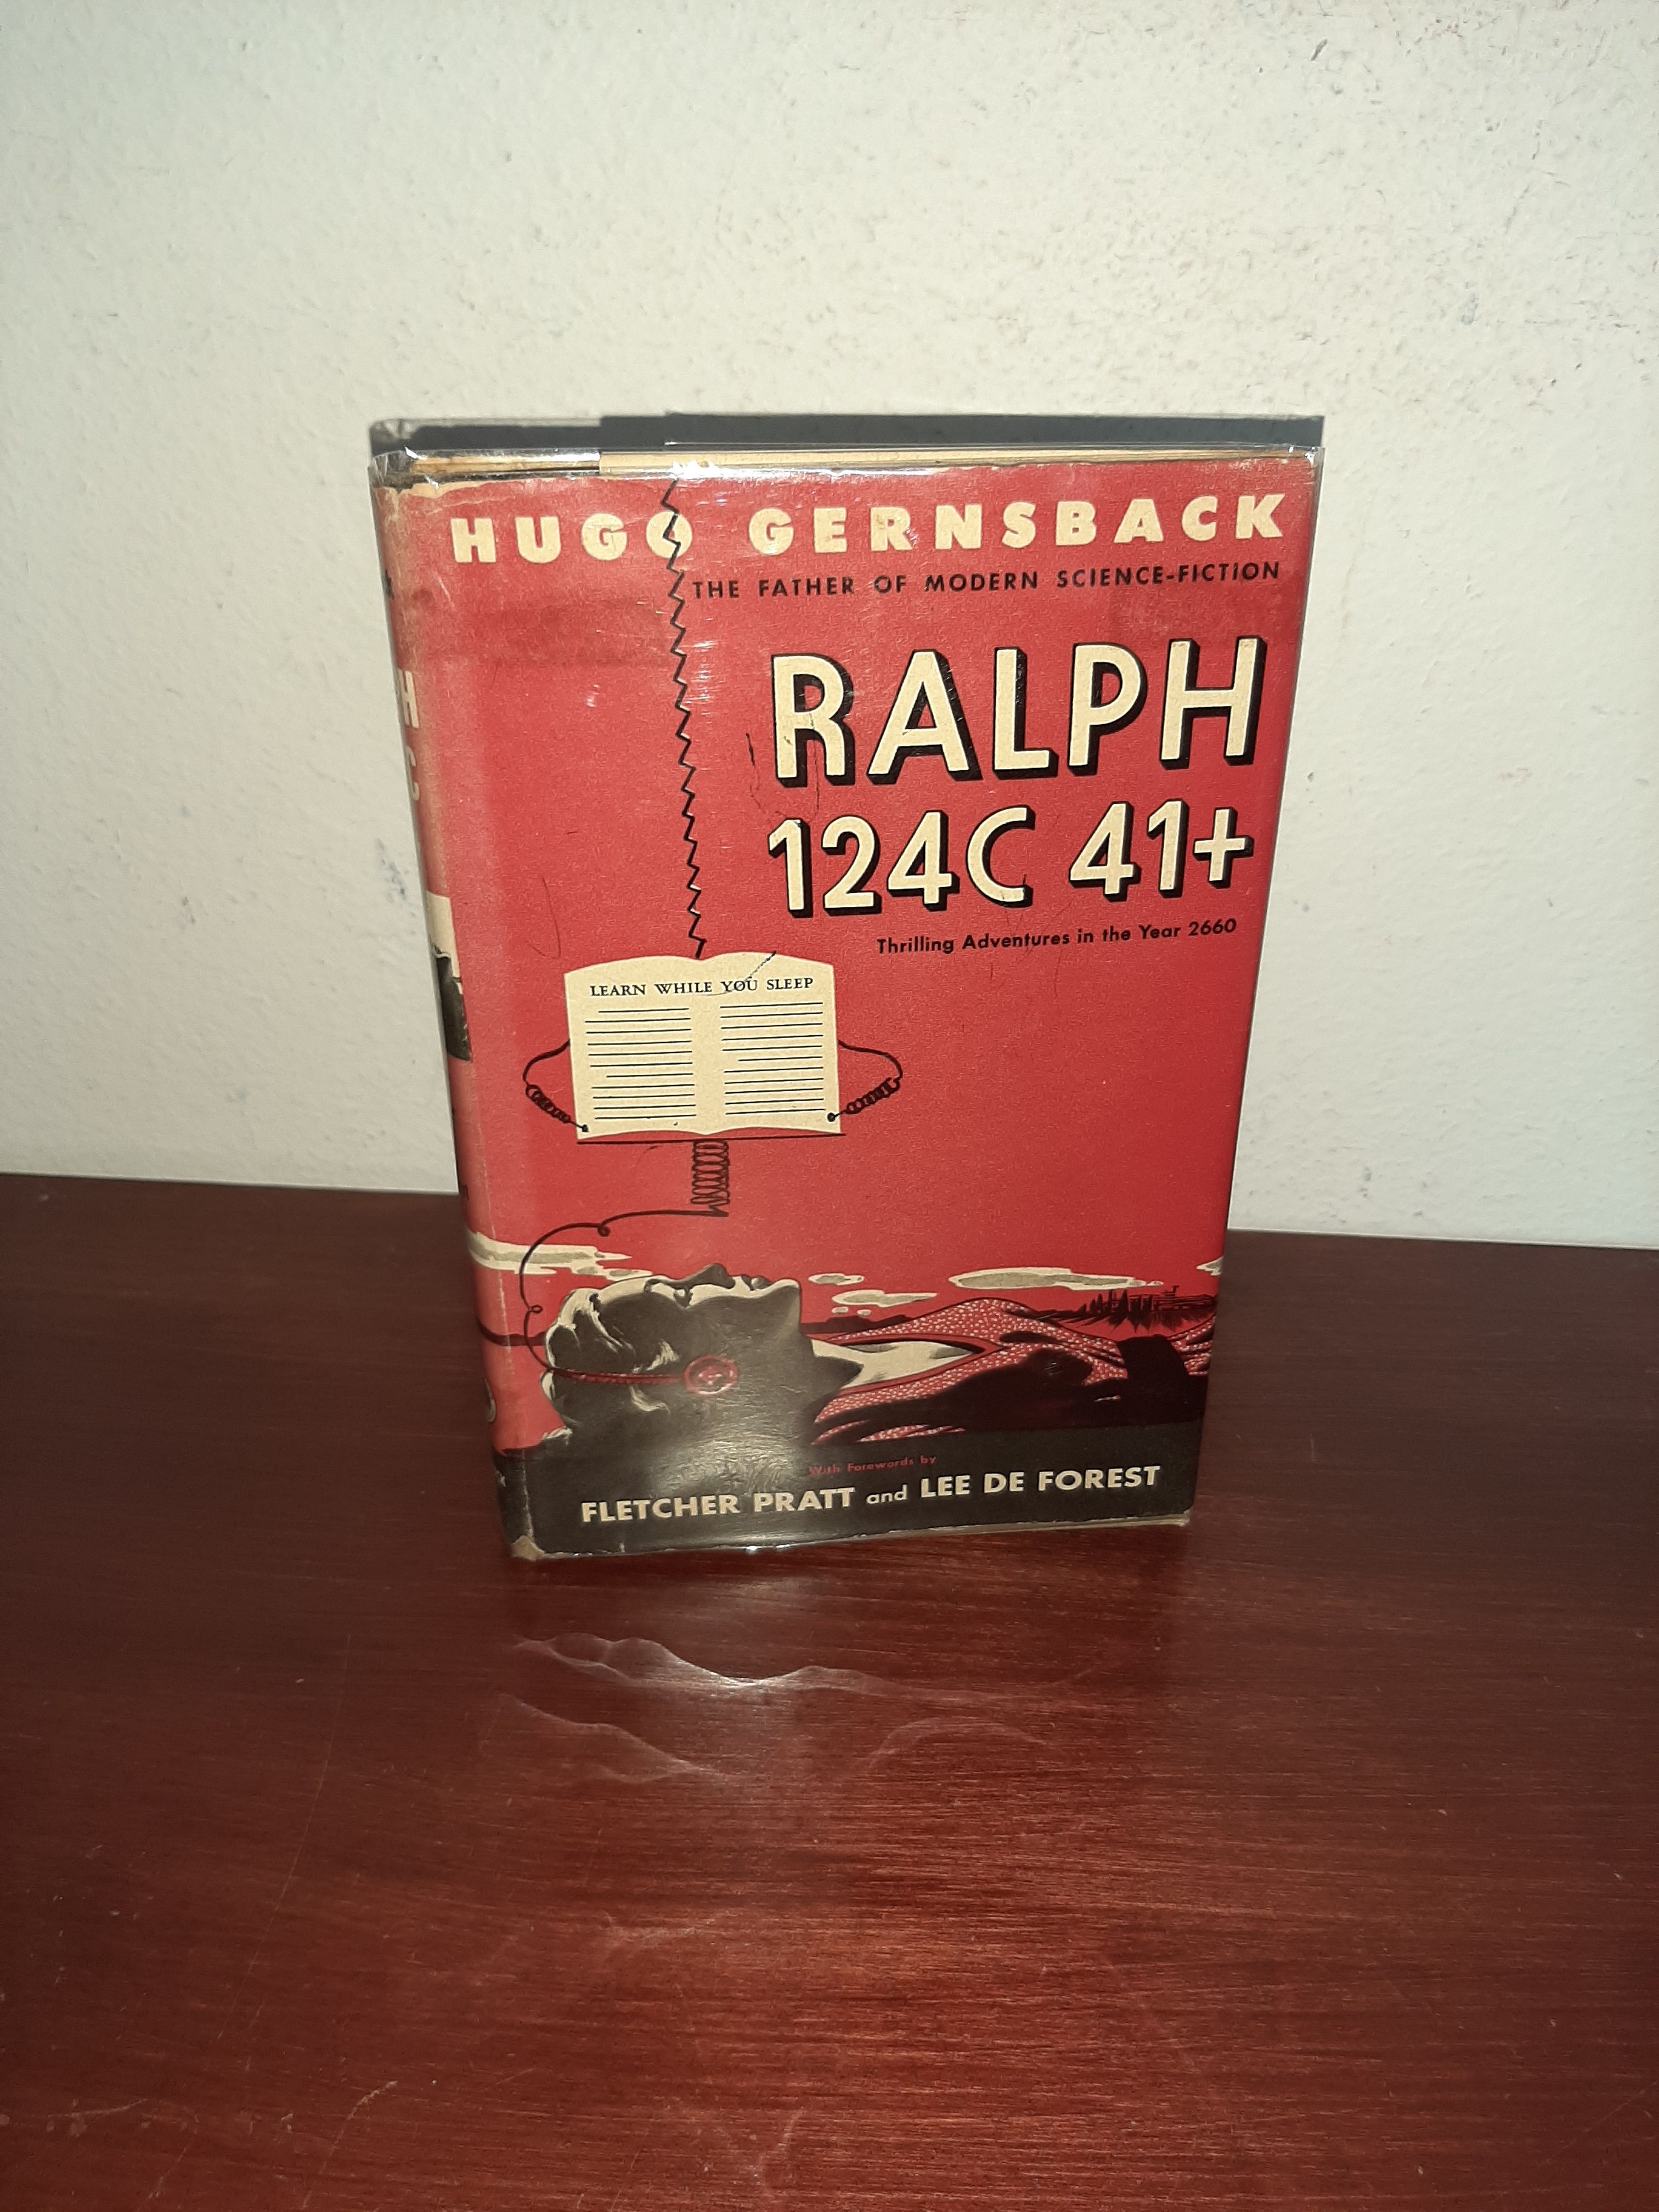 HUGO GERNSBACK
THE FATHER OF MODERN SCIENCE-FICTION
RALPH
124C 41+
Thrilling Adventures in the Year 2660
LEARN WHILE YOU SLEEP
With Forewords by
FLETCHER PRATT and LEE DE FOREST